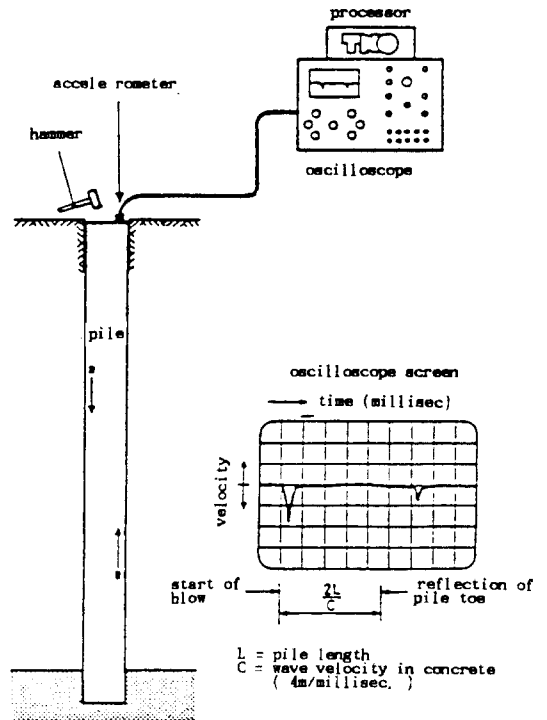 processor
TNO
accele rometer
hammer
oscilloscope
pile
oscilloscope screen
time (millisec)
velocity
start of
blow
2L
C
reflection of
pile toe
L = pile length
C = wave velocity in concrete
( 4m/millisec. )